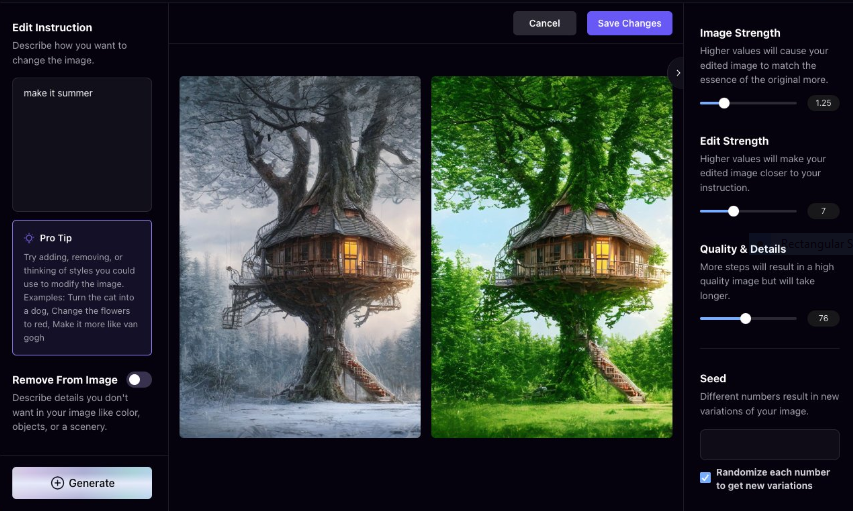 Edit Instruction
Describe how you want to
change the image.
make it summer
Pro Tip
Try adding, removing, or
thinking of styles you could
use to modify the image.
Examples: Turn the cat into
a dog, Change the flowers
to red, Make it more like van
gogh
Remove From Image
Describe details you don't
want in your image like color,
objects, or a scenery.
Generate
Cancel
Save Changes
Image Strength
Higher values will cause your
edited image to match the
essence of the original more.
1.25
Edit Strength
Higher values will make your
edited image closer to your
instruction.
7
Rectangular S
Quality & Details
More steps will result in a high
quality image but will take
longer.
76
Seed
Different numbers result in new
variations of your image.
Randomize each number
to get new variations